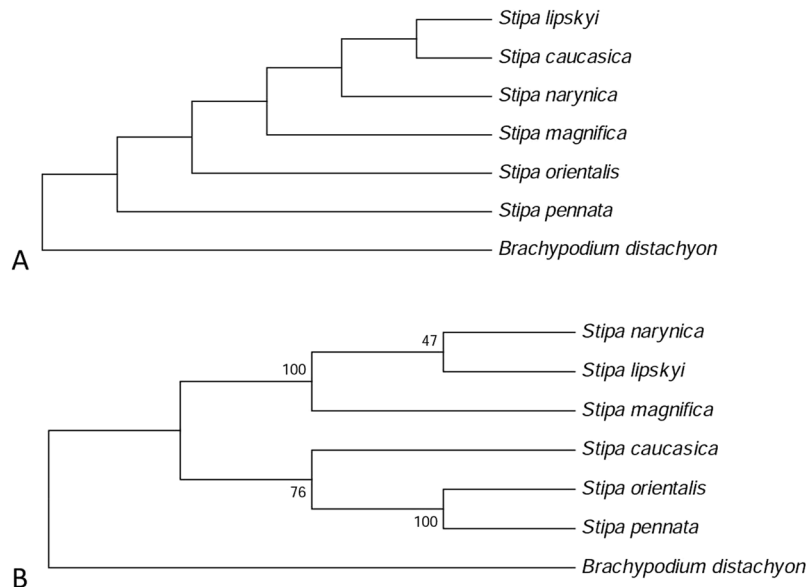 Stipa lipskyi
Stipa caucasica
Stipa narynica
Stipa magnifica
Stipa orientalis
Stipa pennata
Brachypodium distachyon
A
Stipa narynica
47
Stipa lipskyi
100
Stipa magnifica
Stipa caucasica
76
Stipa orientalis
100
Stipa pennata
Brachypodium distachyon
B